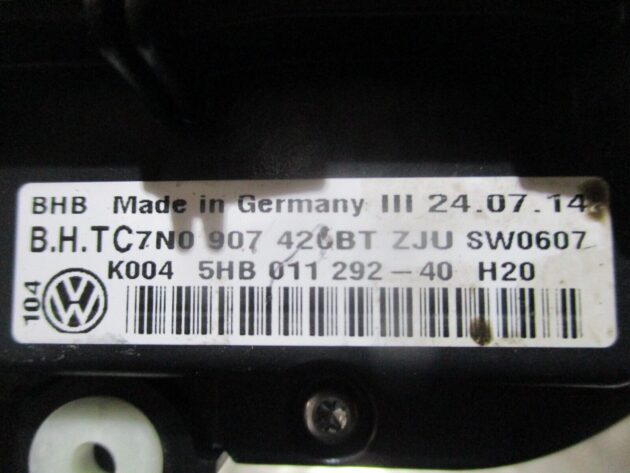 BHB Made in Germany III 24.07.14
B.H.TC7N0 907 426BT ZJU SW0607
K004 5HB 011 292-40 H20
104